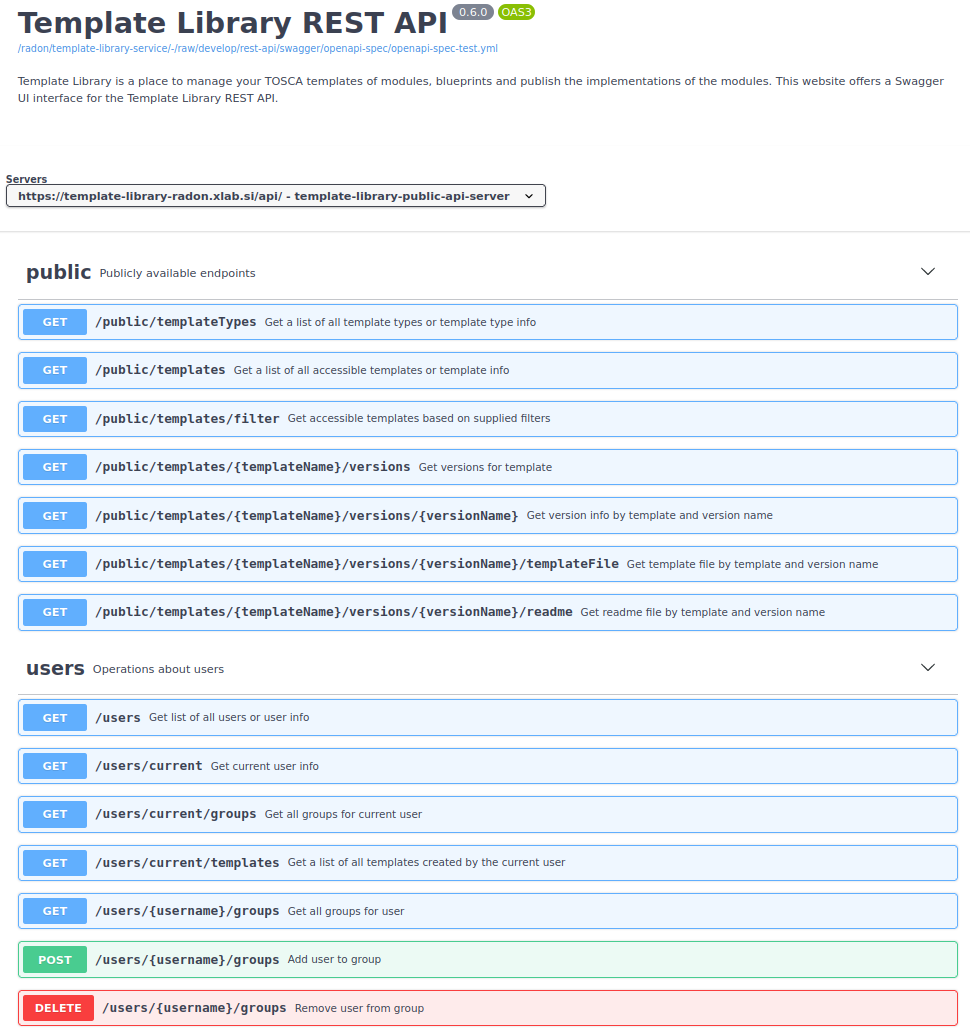 Template Library REST API 0.6.0 OAS3
/radon/template-library-service/-/raw/develop/rest-api/swagger/openapi-spec/openapi-spec-test.yml
Template Library is a place to manage your TOSCA templates of modules, blueprints and publish the implementations of the modules. This website offers a Swagger
UI interface for the Template Library REST API.
Servers
https://template-library-radon.xlab.si/api/ - template-library-public-api-server
public Publicly available endpoints
GET /public/templateTypes Get a list of all template types or template type info
GET /public/templates Get a list of all accessible templates or template info
GET /public/templates/filter Get accessible templates based on supplied filters
GET /public/templates/{templateName}/versions Get versions for template
GET /public/templates/{templateName}/versions/{versionName} Get version info by template and version name
GET /public/templates/{templateName}/versions/{versionName}/templateFile Get template file by template and version name
GET /public/templates/{templateName}/versions/{versionName}/readme Get readme file by template and version name
users Operations about users
GET /users Get list of all users or user info
GET /users/current Get current user info
GET /users/current/groups Get all groups for current user
GET /users/current/templates Get a list of all templates created by the current user
GET /users/{username}/groups Get all groups for user
POST /users/{username}/groups Add user to group
DELETE /users/{username}/groups Remove user from group